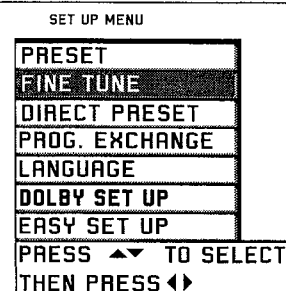 SET UP MENU
PRESET
FINE TUNE
DIRECT PRESET
PROG. EXCHANGE
LANGUAGE
DOLBY SET UP
EASY SET UP
PRESS ▲▼ TO SELECT
THEN PRESS ◀▶